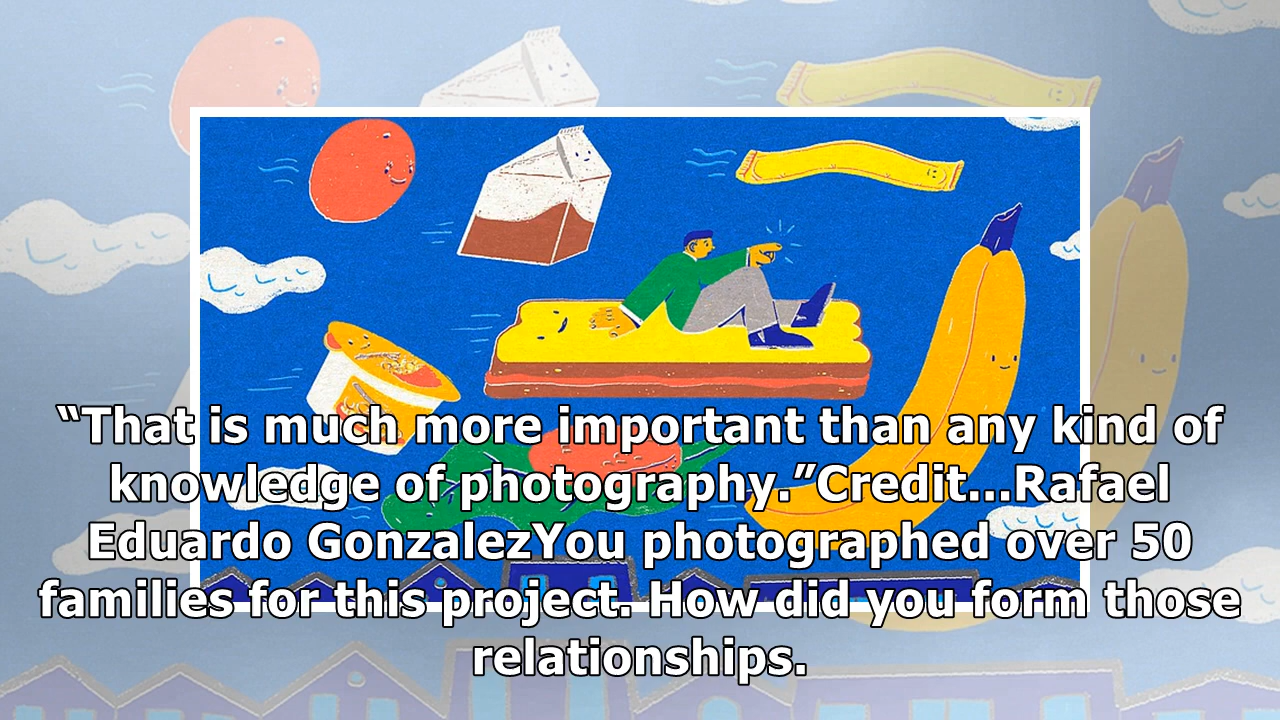 “That is much more important than any kind of
knowledge of photography.”Credit...Rafael
Eduardo GonzalezYou photographed over 50
families for this project. How did you form those
relationships.